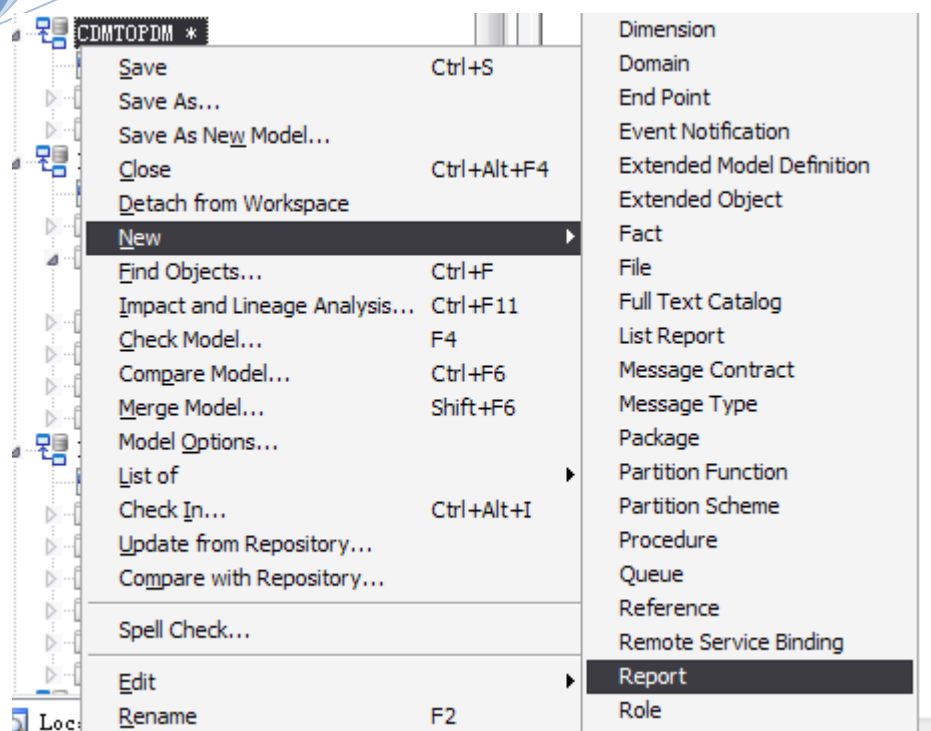 CDMTOPDM *
Save Ctrl+S
Save As...
Save As New Model...
Close Ctrl+Alt+F4
Detach from Workspace
New
Find Objects... Ctrl+F
Impact and Lineage Analysis... Ctrl+F11
Check Model... F4
Compare Model... Ctrl+F6
Merge Model... Shift+F6
Model Options...
List of
Check In... Ctrl+Alt+I
Update from Repository...
Compare with Repository...
Spell Check...
Edit
Rename F2
Dimension
Domain
End Point
Event Notification
Extended Model Definition
Extended Object
Fact
File
Full Text Catalog
List Report
Message Contract
Message Type
Package
Partition Function
Partition Scheme
Procedure
Queue
Reference
Remote Service Binding
Report
Role